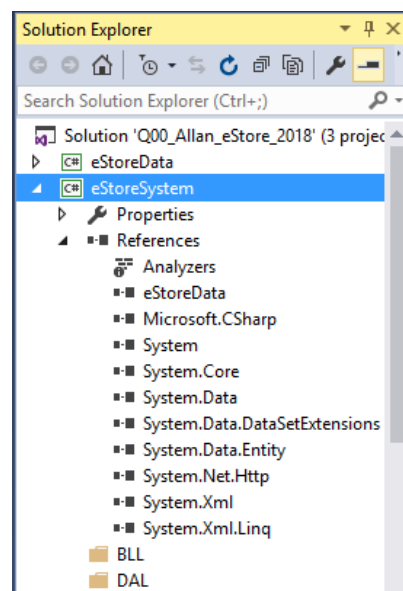 Solution Explorer
Search Solution Explorer (Ctrl+;)
Solution 'Q00_Allan_eStore_2018' (3 projec
C# eStoreData
C# eStoreSystem
Properties
References
Analyzers
eStoreData
Microsoft.CSharp
System
System.Core
System.Data
System.Data.DataSetExtensions
System.Data.Entity
System.Net.Http
System.Xml
System.Xml.Linq
BLL
DAL